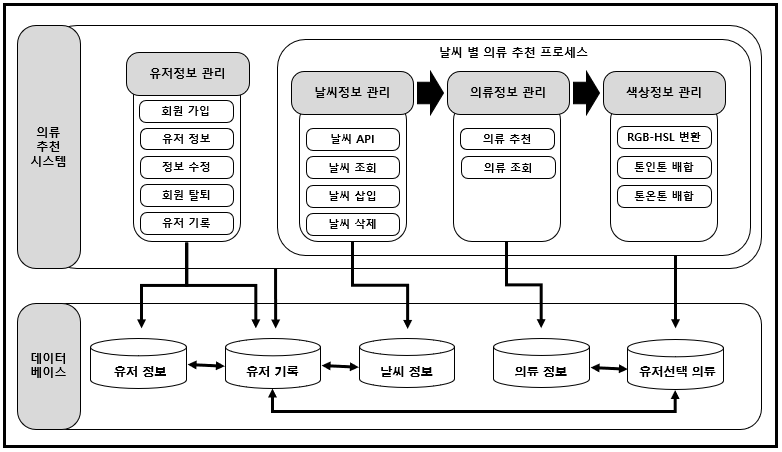 의류
추천
시스템
유저정보 관리
회원 가입
유저 정보
정보 수정
회원 탈퇴
유저 기록
날씨 별 의류 추천 프로세스
날씨정보 관리
날씨 API
날씨 조회
날씨 삽입
날씨 삭제
의류정보 관리
의류 추천
의류 조회
색상정보 관리
RGB-HSL 변환
톤인톤 배합
톤온톤 배합
데이터
베이스
유저 정보
유저 기록
날씨 정보
의류 정보
유저선택 의류